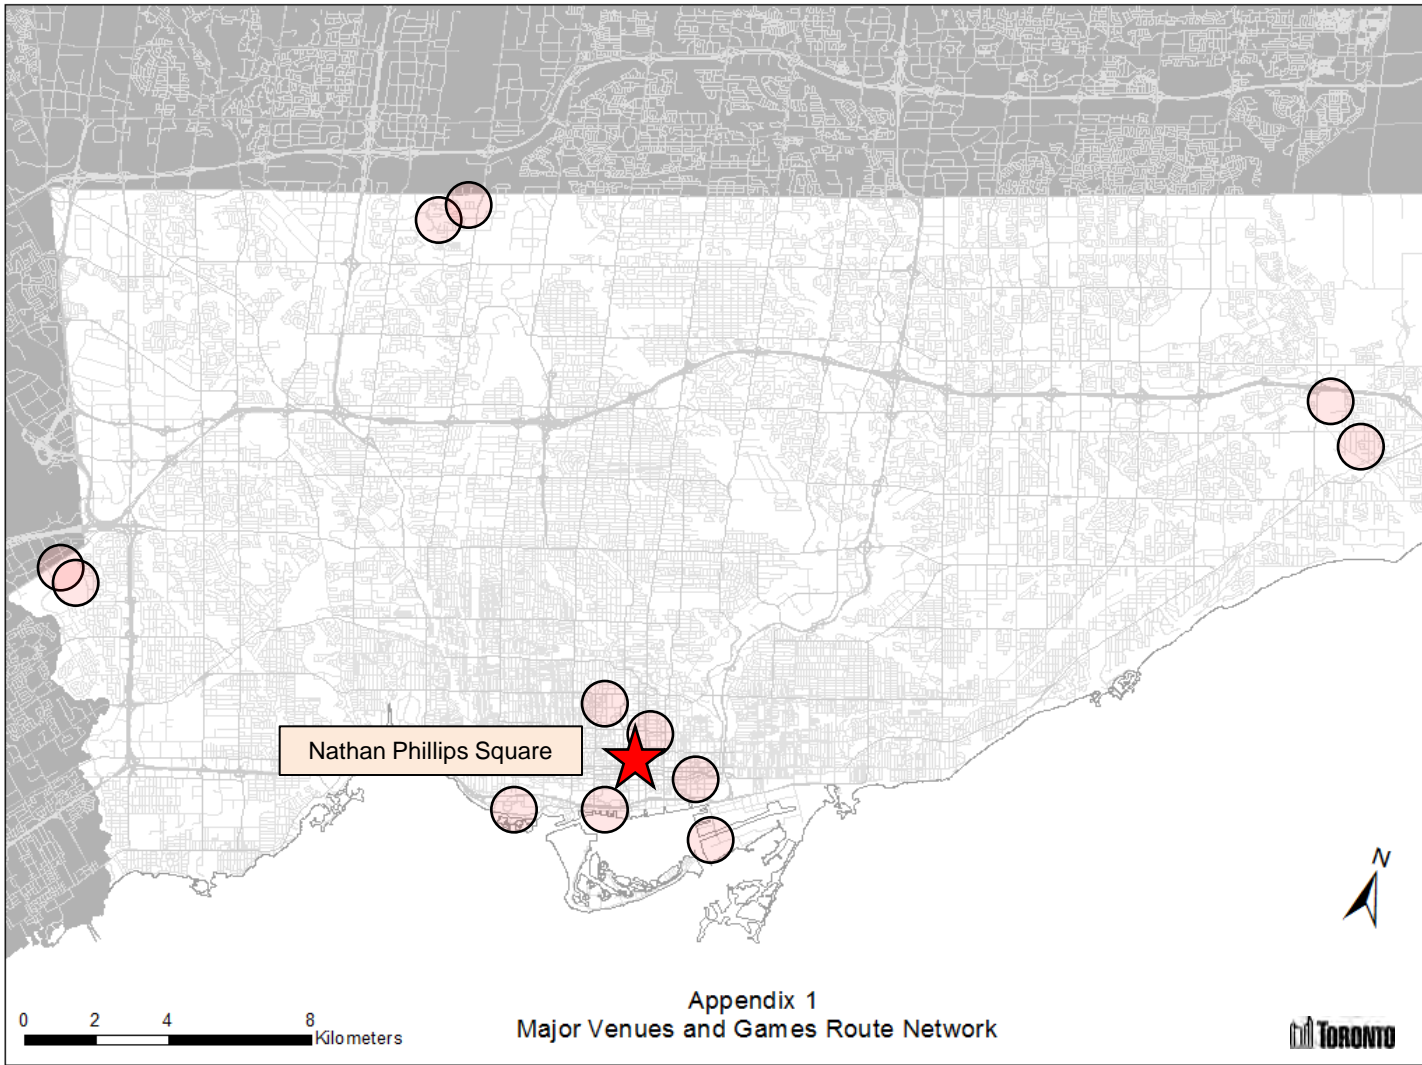 Nathan Phillips Square
N
Appendix 1
Major Venues and Games Route Network
0 2 4 8
Kilometers
TORONTO